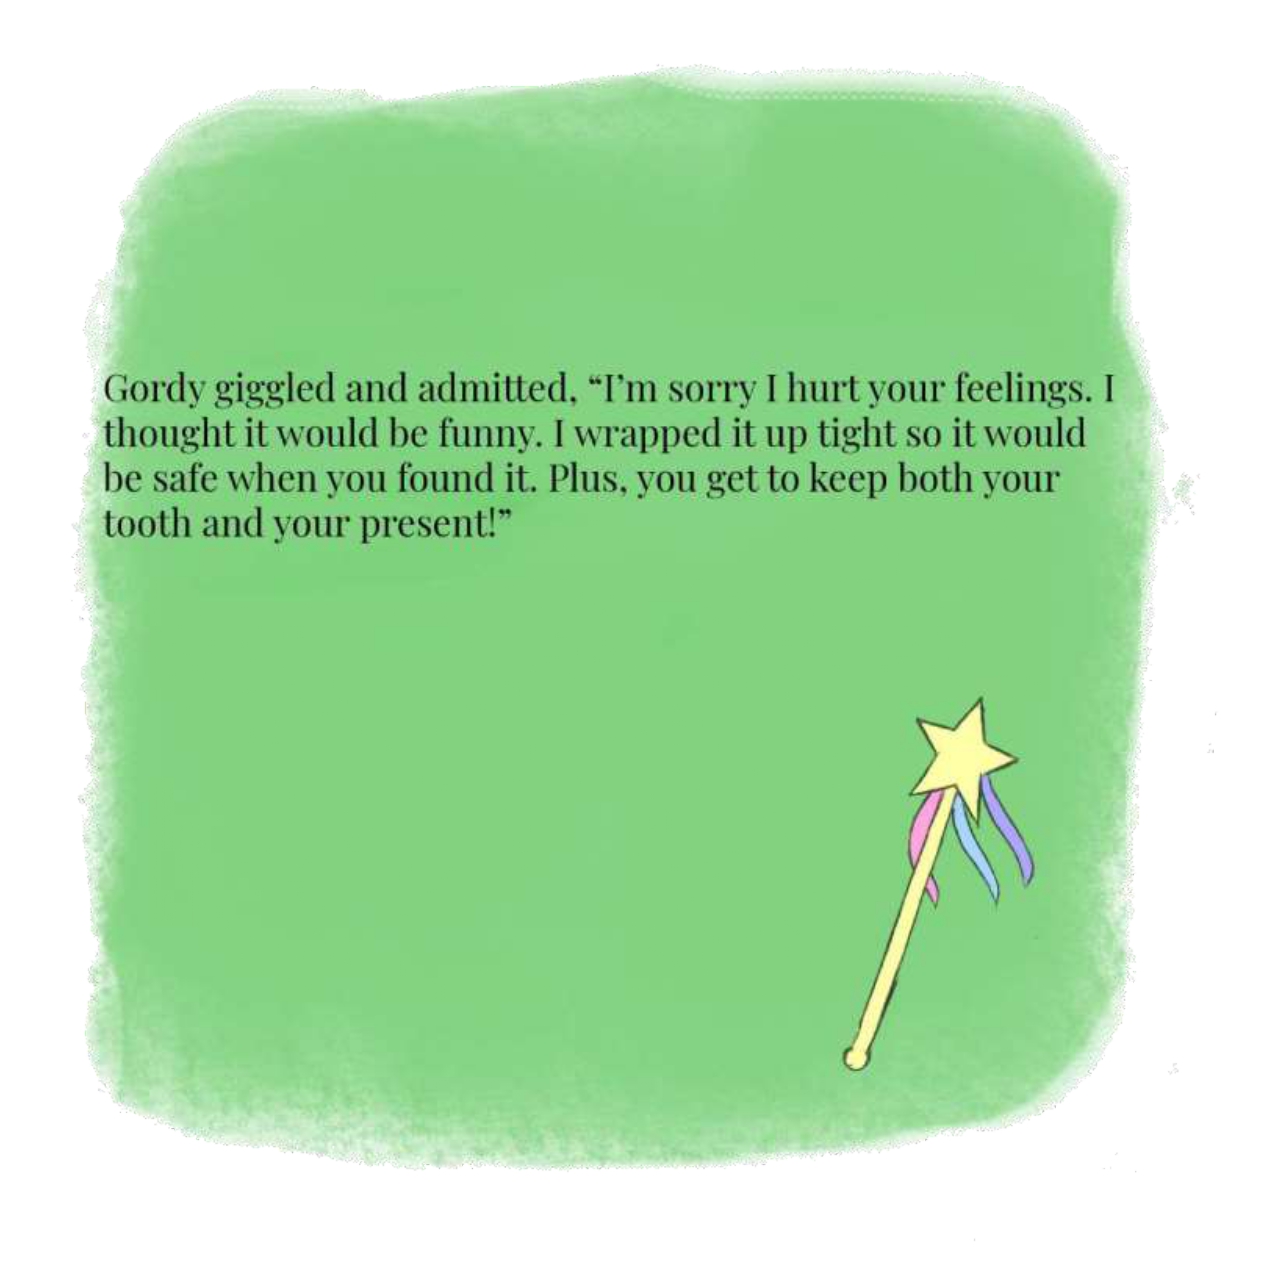 Gordy giggled and admitted, “I’m sorry I hurt your feelings. I
thought it would be funny. I wrapped it up tight so it would
be safe when you found it. Plus, you get to keep both your
tooth and your present!”